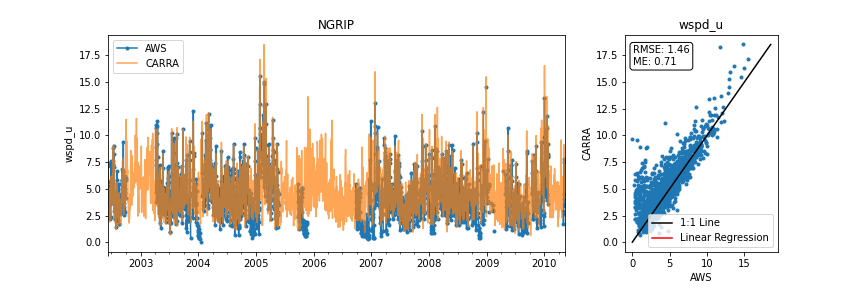 NGRIP
AWS
CARRA
wspd_u
17.5
15.0
12.5
10.0
7.5
5.0
2.5
0.0
2003 2004 2005 2006 2007 2008 2009 2010
wspd_u
RMSE: 1.46
ME: 0.71
CARRA
17.5
15.0
12.5
10.0
7.5
5.0
2.5
0.0
1:1 Line
Linear Regression
0 5 10 15
AWS